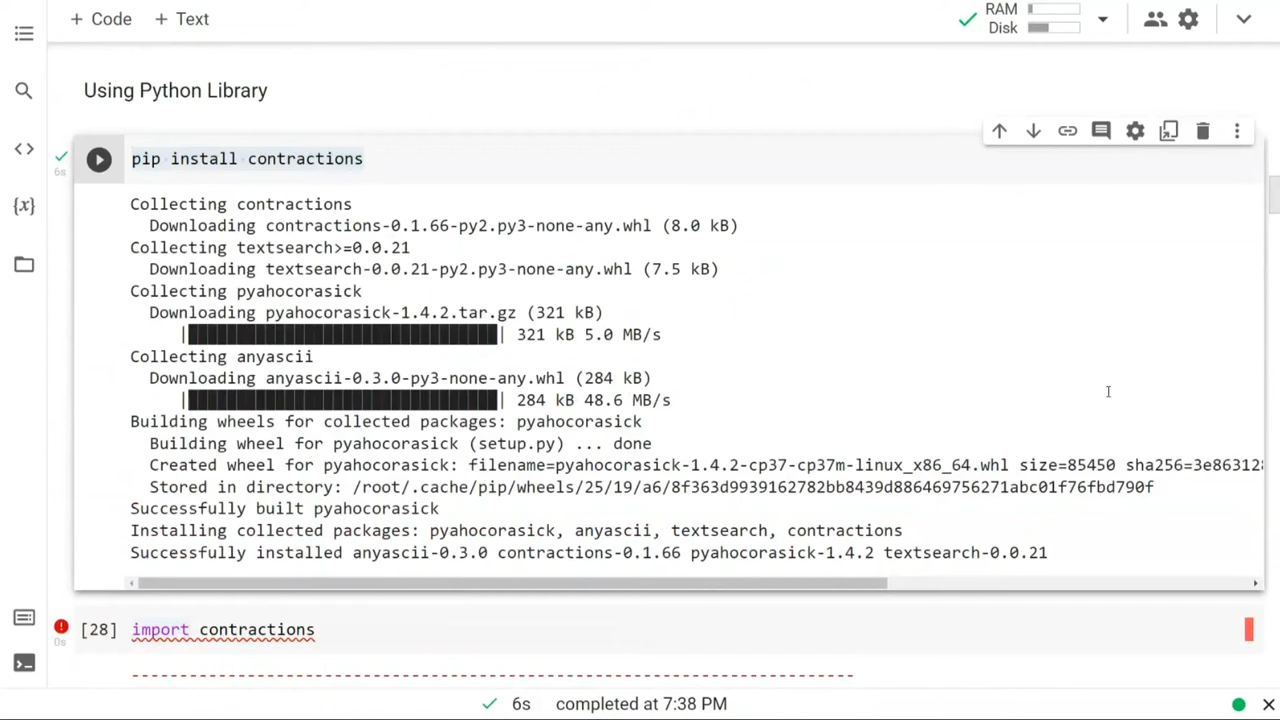 + Code + Text
RAM
Disk
Using Python Library
6s
pip install contractions
Collecting contractions
Downloading contractions-0.1.66-py2.py3-none-any.whl (8.0 kB)
Collecting textsearch>=0.0.21
Downloading textsearch-0.0.21-py2.py3-none-any.whl (7.5 kB)
Collecting pyahocorasick
Downloading pyahocorasick-1.4.2.tar.gz (321 kB)
|████████████████████████████████| 321 kB 5.0 MB/s
Collecting anyascii
Downloading anyascii-0.3.0-py3-none-any.whl (284 kB)
|████████████████████████████████| 284 kB 48.6 MB/s
Building wheels for collected packages: pyahocorasick
Building wheel for pyahocorasick (setup.py) ... done
Created wheel for pyahocorasick: filename=pyahocorasick-1.4.2-cp37-cp37m-linux_x86_64.whl size=85450 sha256=3e863128
Stored in directory: /root/.cache/pip/wheels/25/19/a6/8f363d9939162782bb8439d886469756271abc01f76fbd790f
Successfully built pyahocorasick
Installing collected packages: pyahocorasick, anyascii, textsearch, contractions
Successfully installed anyascii-0.3.0 contractions-0.1.66 pyahocorasick-1.4.2 textsearch-0.0.21
[28] import contractions
0s
---------------------------------------------------------------------------
6s completed at 7:38 PM